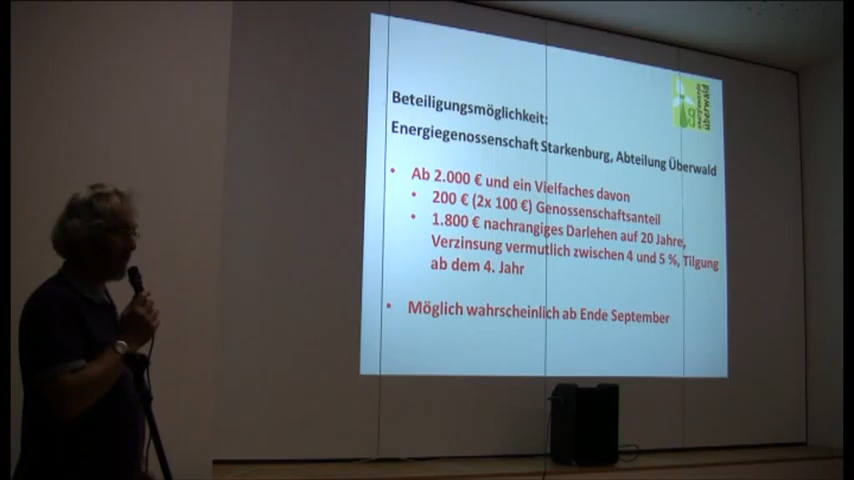 Beteiligungsmöglichkeit:
Energiegenossenschaft Starkenburg, Abteilung Überwald
• Ab 2.000 € und ein Vielfaches davon
• 200 € (2x 100 €) Genossenschaftsanteil
• 1.800 € nachrangiges Darlehen auf 20 Jahre,
Verzinsung vermutlich zwischen 4 und 5 %, Tilgung
ab dem 4. Jahr
• Möglich wahrscheinlich ab Ende September
energiewende
überwald